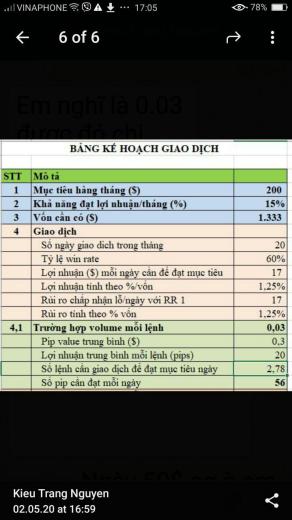 VINAPHONE 17:05 78%
6 of 6
Em nghĩ là 0.03
BẢNG KẾ HOẠCH GIAO DỊCH
STT Mô tả
1 Mục tiêu hàng tháng ($) 200
2 Khả năng đạt lợi nhuận/tháng (%) 15%
3 Vốn cần có ($) 1.333
4 Giao dịch
Số ngày giao dich trong tháng 20
Tỷ lệ win rate 60%
Lợi nhuận ($) mỗi ngày cần để đạt mục tiêu 17
Lợi nhuận tính theo %/vốn 1,25%
Rủi ro chấp nhận lỗ/ngày với RR 1 17
Rủi ro tính theo % vốn 1,25%
4,1 Trường hợp volume mỗi lệnh 0,03
Pip value trung bình ($) 0,3
Lợi nhuận trung bình mỗi lệnh (pips) 20
Số lệnh cần giao dịch để đạt mục tiêu ngày 2,78
Số pip cần đạt mỗi ngày 56
Kieu Trang Nguyen
02.05.20 at 16:59